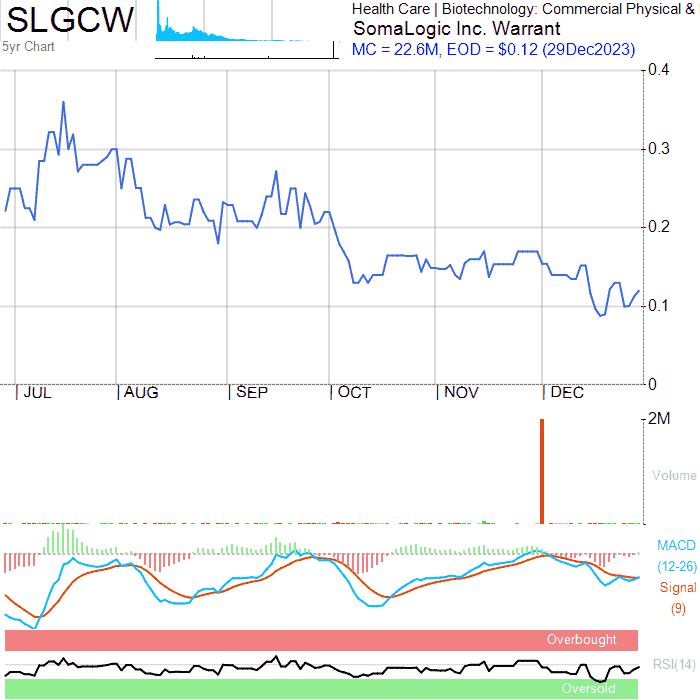 SLGCW
5yr Chart
Health Care | Biotechnology: Commercial Physical &
SomaLogic Inc. Warrant
MC = 22.6M, EOD = $0.12 (29Dec2023)
0.4
0.3
0.2
0.1
0
JUL AUG SEP OCT NOV DEC
2M
Volume
MACD
(12-26)
Signal
(9)
Overbought
RSI(14)
Oversold